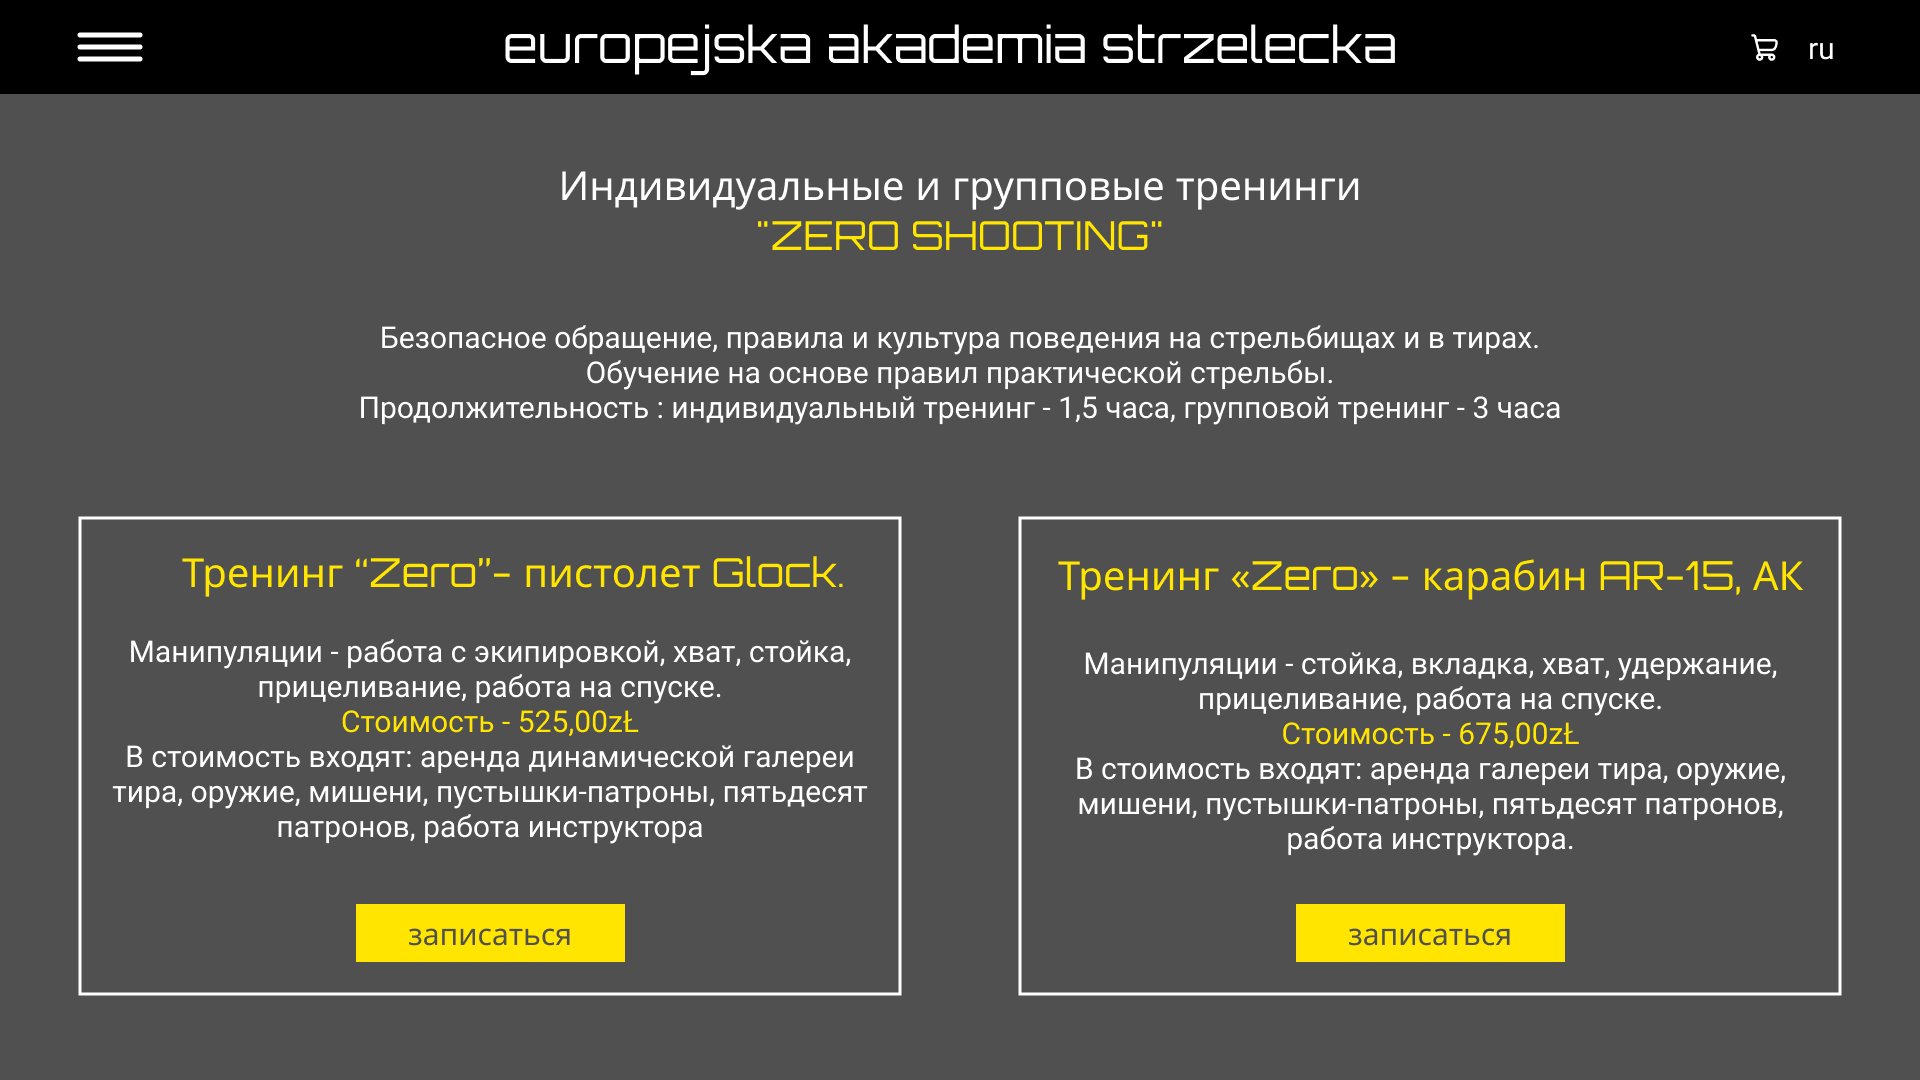 europejska akademia strzelecka
ru
Индивидуальные и групповые тренинги
"ZERO SHOOTING"
Безопасное обращение, правила и культура поведения на стрельбищах и в тирах.
Обучение на основе правил практической стрельбы.
Продолжительность : индивидуальный тренинг - 1,5 часа, групповой тренинг - 3 часа
Тренинг “Zero”- пистолет Glock.
Манипуляции - работа с экипировкой, хват, стойка,
прицеливание, работа на спуске.
Стоимость - 525,00zŁ
В стоимость входят: аренда динамической галереи
тира, оружие, мишени, пустышки-патроны, пятьдесят
патронов, работа инструктора
записаться
Тренинг «Zero» - карабин AR-15, АК
Манипуляции - стойка, вкладка, хват, удержание,
прицеливание, работа на спуске.
Стоимость - 675,00zŁ
В стоимость входят: аренда галереи тира, оружие,
мишени, пустышки-патроны, пятьдесят патронов,
работа инструктора.
записаться